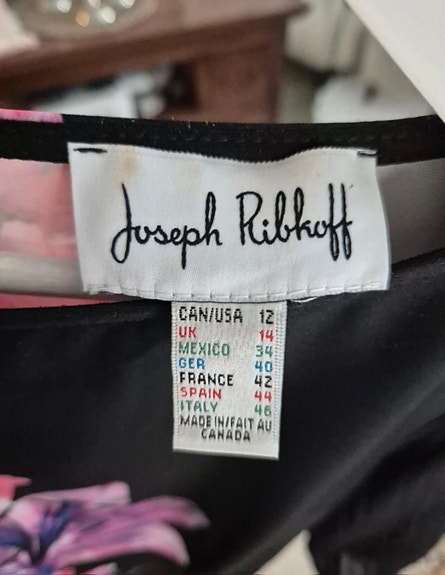 Joseph Ribkoff
CAN/USA 12
UK 14
MEXICO 34
GER 40
FRANCE 42
SPAIN 44
ITALY 46
MADE IN/FAIT AU
CANADA